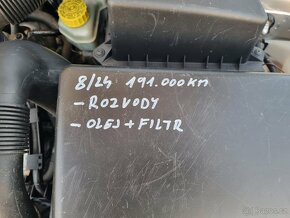 8/24 191.000KM
- ROZVODY
- OLEJ + FILTR